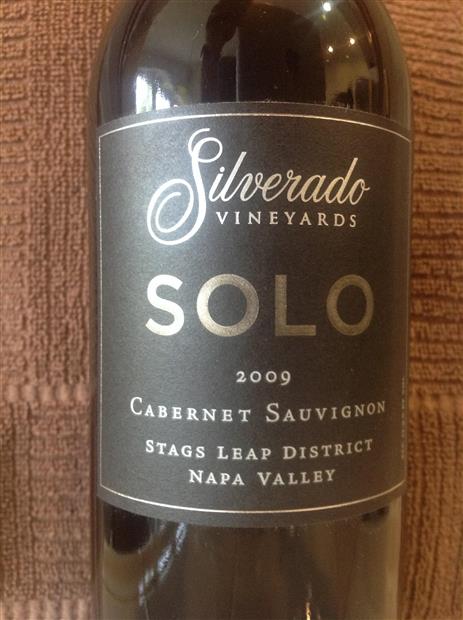 Silverado
VINEYARDS
SOLO
2009
CABERNET SAUVIGNON
STAGS LEAP DISTRICT
NAPA VALLEY